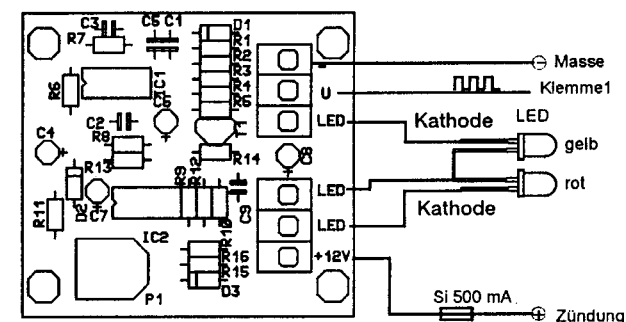 C3
C5 C1
D1
R7
R1
R2
R3
R4
R5
R6
IC1
C6
C2
R8
T1
C4
R13
R14
C8
R9
R12
D2
C7
R11
C9
R10
IC2
R16
R15
D3
P1
-
U
LED
LED
LED
+12V
Masse
Klemme1
Kathode
LED
gelb
rot
Kathode
Si 500 mA
Zündung